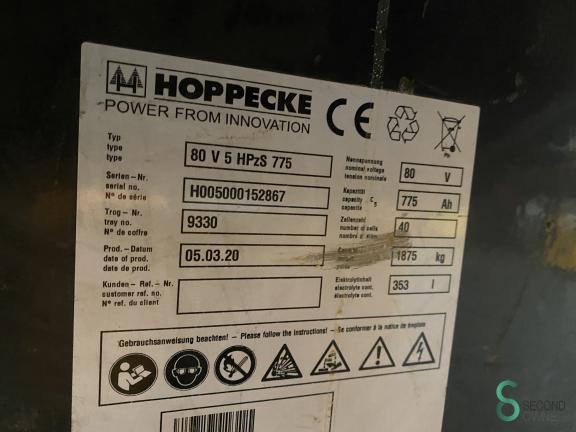 HOPPECKE
POWER FROM INNOVATION
CE
Pb
Typ
type
type
80 V 5 HPzS 775
Serien-Nr.
serial no.
N° de série
H005000152867
Trog-Nr.
tray no.
N° de coffre
9330
Prod.-Datum
date of prod.
date de prod.
05.03.20
Kunden-Ref.-Nr.
customer ref. no.
N° ref. du client
Nennspannung
nominal voltage
tension nominale
80 V
Kapazität
capacity C5
capacité
775 Ah
Zellenzahl
number of cells
40
1875 kg
Elektrolytinhalt
electrolyte cont.
électrolyte cont.
353 l
Gebrauchsanweisung beachten! - Please follow the instructions! - Se conformer à la notice de emploie
SECOND